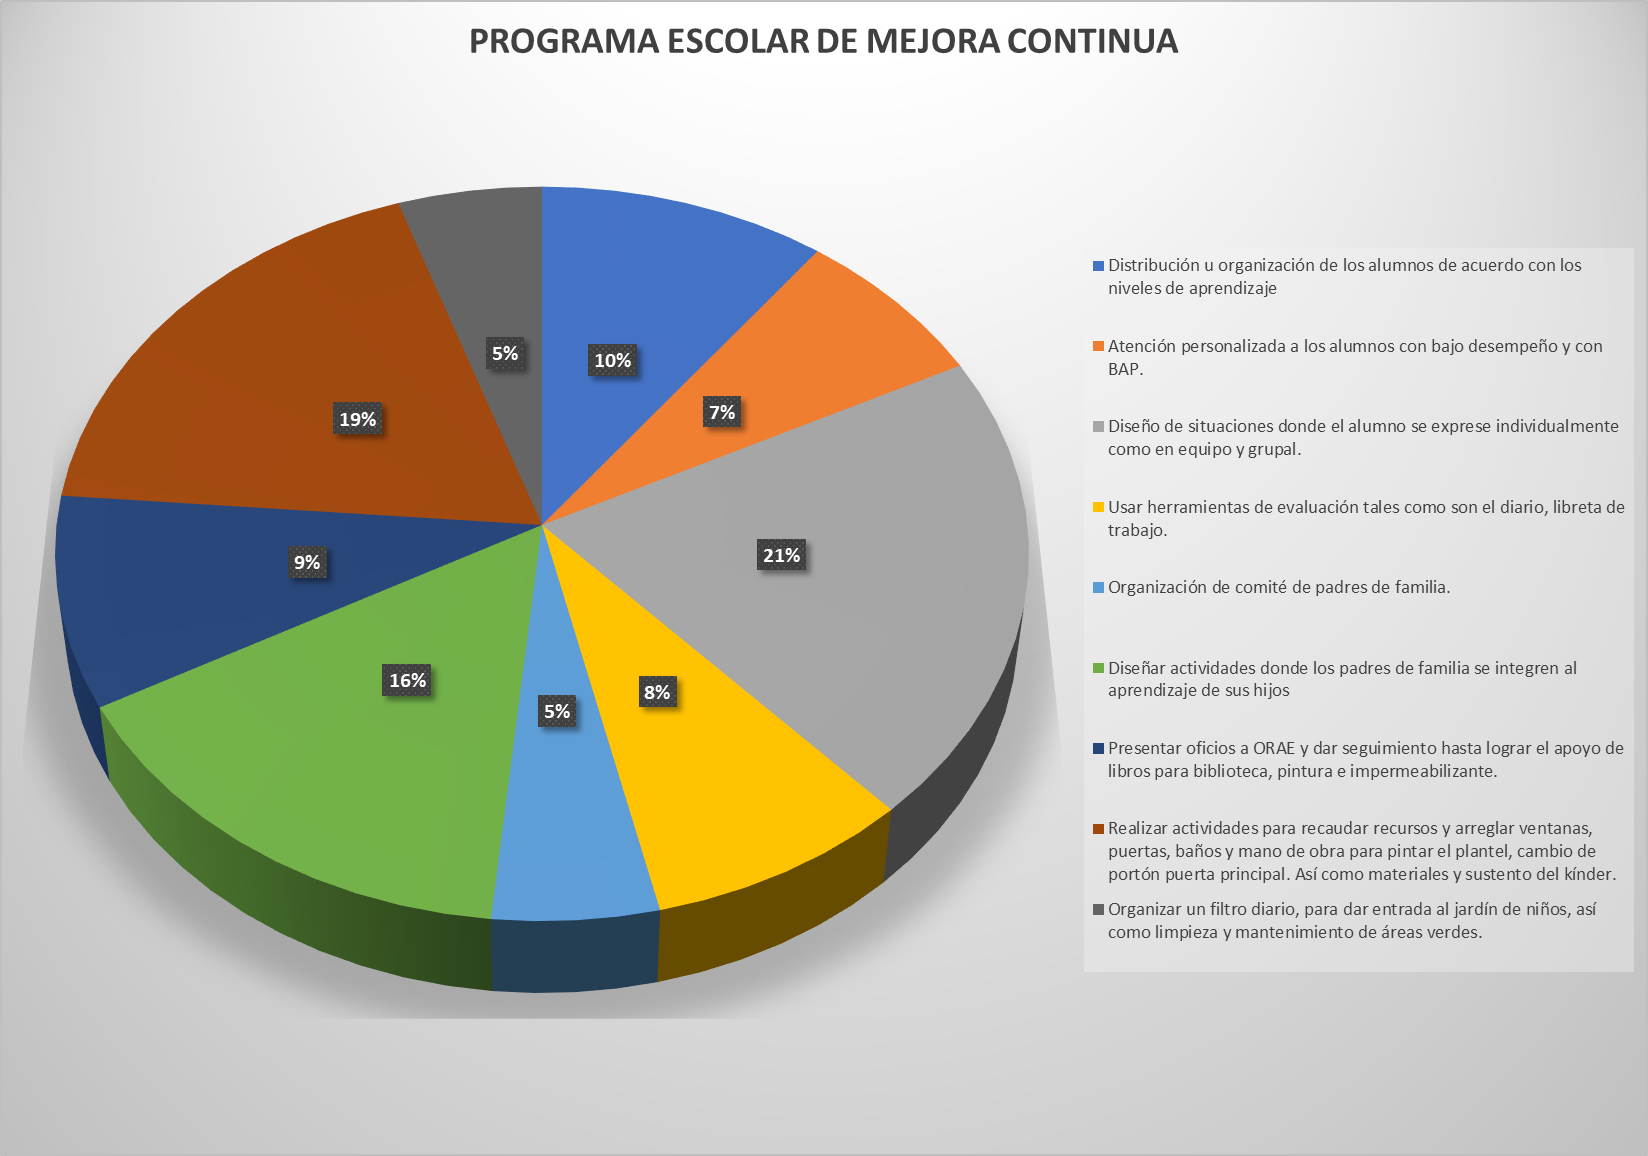 PROGRAMA ESCOLAR DE MEJORA CONTINUA
5%
10%
7%
19%
21%
9%
16%
8%
5%
Distribución u organización de los alumnos de acuerdo con los
niveles de aprendizaje
Atención personalizada a los alumnos con bajo desempeño y con
BAP.
Diseño de situaciones donde el alumno se exprese individualmente
como en equipo y grupal.
Usar herramientas de evaluación tales como son el diario, libreta de
trabajo.
Organización de comité de padres de familia.
Diseñar actividades donde los padres de familia se integren al
aprendizaje de sus hijos
Presentar oficios a ORAE y dar seguimiento hasta lograr el apoyo de
libros para biblioteca, pintura e impermeabilizante.
Realizar actividades para recaudar recursos y arreglar ventanas,
puertas, baños y mano de obra para pintar el plantel, cambio de
portón puerta principal. Así como materiales y sustento del kínder.
Organizar un filtro diario, para dar entrada al jardín de niños, así
como limpieza y mantenimiento de áreas verdes.